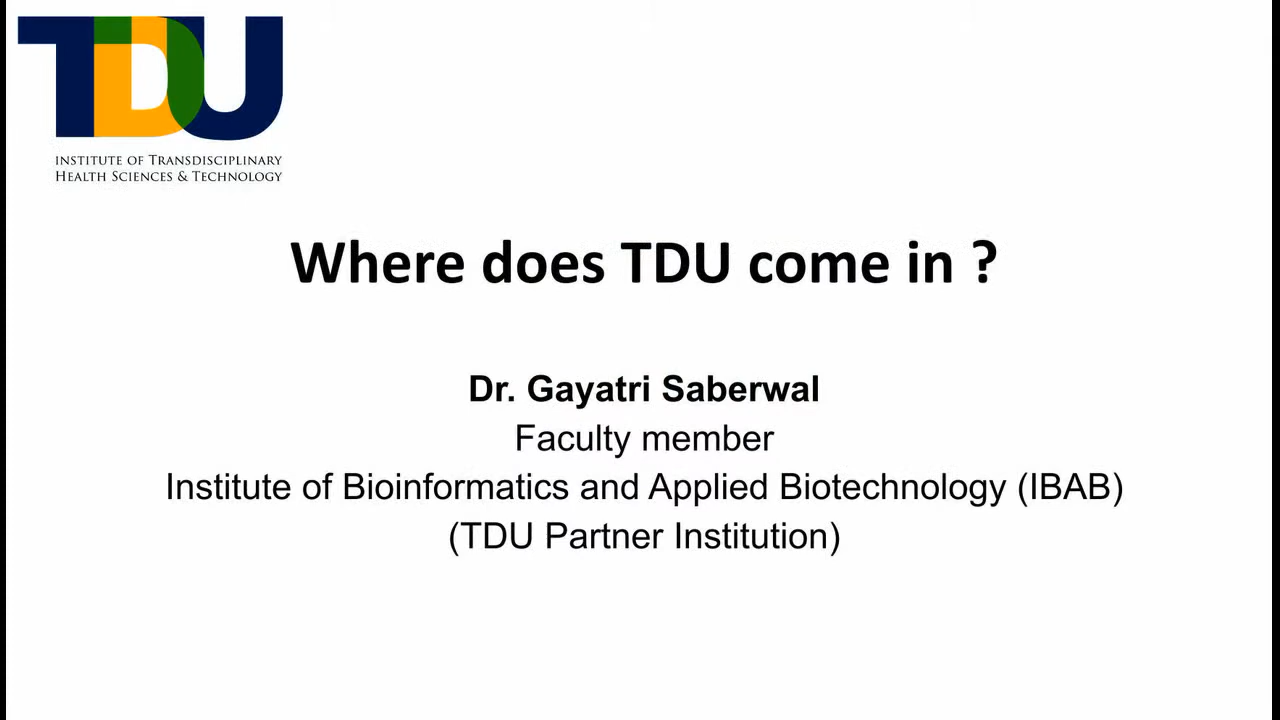 TDU
INSTITUTE OF TRANSDISCIPLINARY
HEALTH SCIENCES & TECHNOLOGY
Where does TDU come in ?
Dr. Gayatri Saberwal
Faculty member
Institute of Bioinformatics and Applied Biotechnology (IBAB)
(TDU Partner Institution)